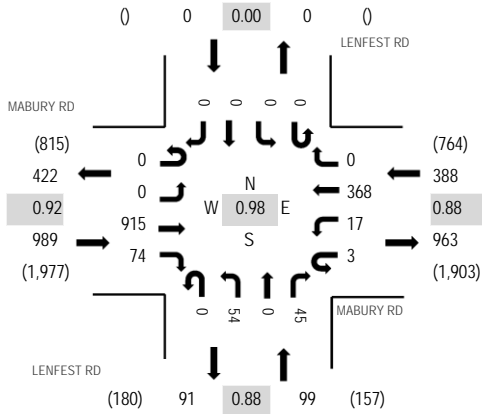 () 0 0.00 0 ()
LENFEST RD
MABURY RD
0 0 0 0
(815) (764)
422 0 0 388
0 N 368
0.92 W 0.98 E 0.88
915 S 17
989 74 3 963
(1,977) (1,903)
0 54 0 45
MABURY RD
LENFEST RD
(180) 91 0.88 99 (157)